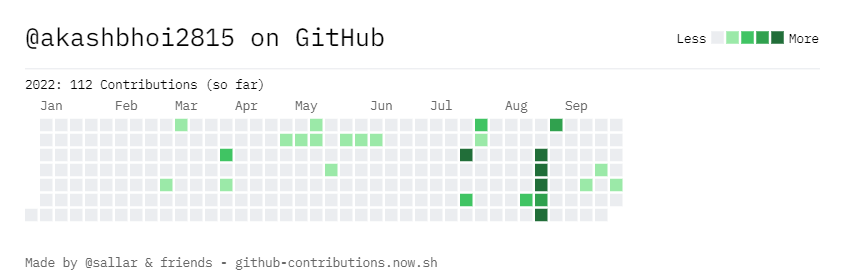 @akashbhoi2815 on GitHub
Less More
2022: 112 Contributions (so far)
Jan Feb Mar Apr May Jun Jul Aug Sep
Made by @sallar & friends - github-contributions.now.sh